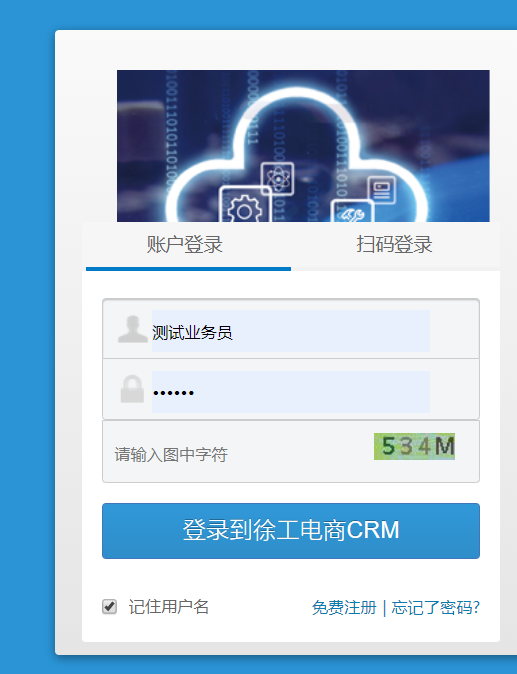 账户登录 扫码登录
测试业务员
••••••
请输入图中字符 534M
登录到徐工电商CRM
记住用户名 免费注册 | 忘记了密码?